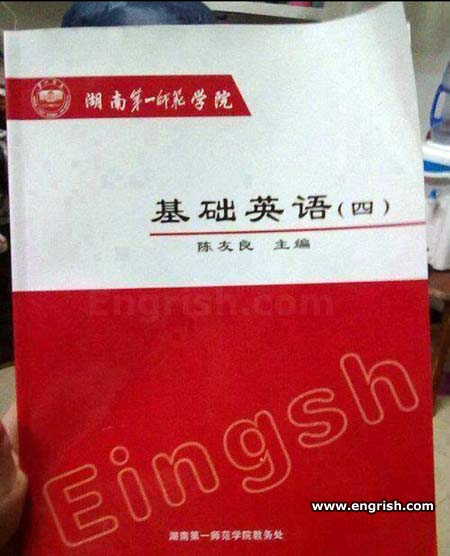 湖南第一师范学院
基础英语(四)
陈友良 主编
Engrish.com
Eingsh
www.engrish.com
湖南第一师范学院教务处